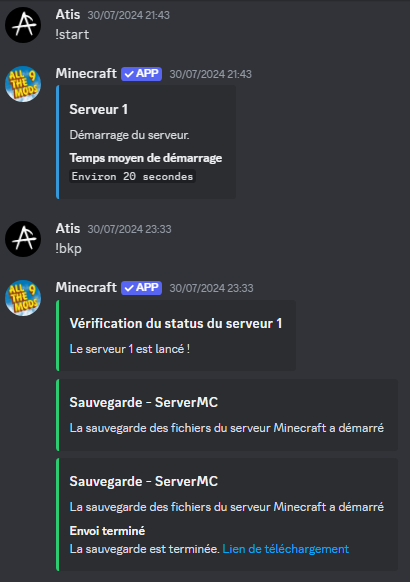 Atis 30/07/2024 21:43
!start
ALL THE MODS 9
Minecraft APP 30/07/2024 21:43
Serveur 1
Démarrage du serveur.
Temps moyen de démarrage
Environ 20 secondes
Atis 30/07/2024 23:33
!bkp
ALL THE MODS 9
Minecraft APP 30/07/2024 23:33
Vérification du status du serveur 1
Le serveur 1 est lancé !
Sauvegarde - ServerMC
La sauvegarde des fichiers du serveur Minecraft a démarré
Sauvegarde - ServerMC
La sauvegarde des fichiers du serveur Minecraft a démarré
Envoi terminé
La sauvegarde est terminée. Lien de téléchargement